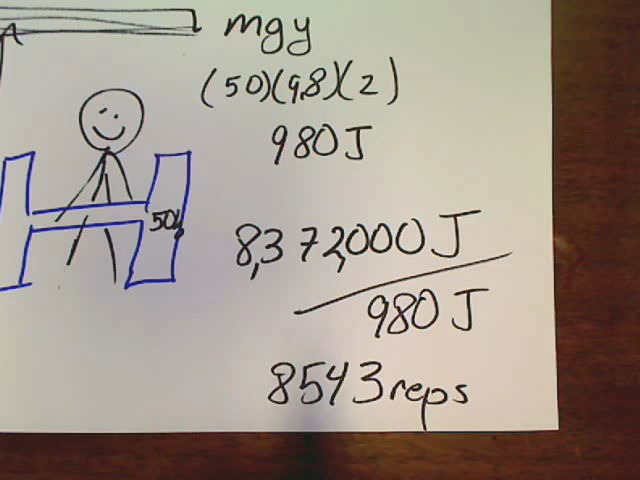 mgy
(50)(9.8)(2)
980J
50
8,372,000 J
980 J
8543 reps